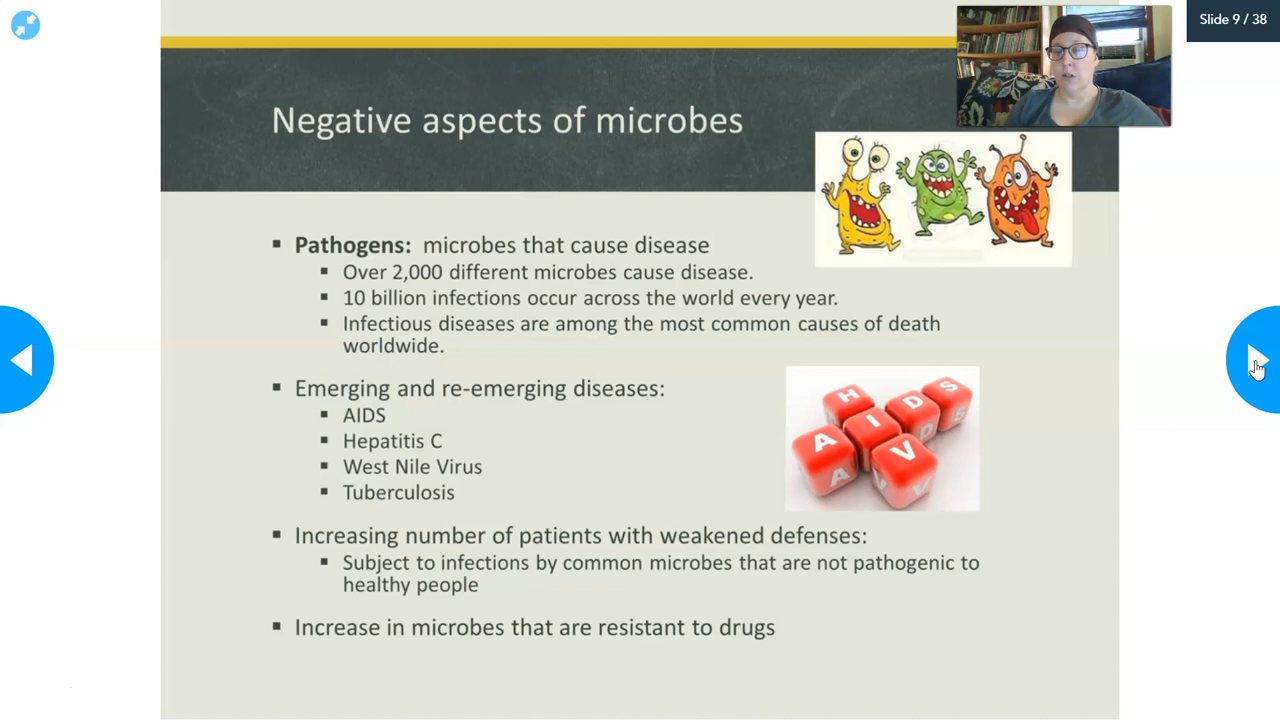 Slide 9 / 38
Negative aspects of microbes
▪ Pathogens: microbes that cause disease
▪ Over 2,000 different microbes cause disease.
▪ 10 billion infections occur across the world every year.
▪ Infectious diseases are among the most common causes of death
worldwide.
▪ Emerging and re-emerging diseases:
▪ AIDS
▪ Hepatitis C
▪ West Nile Virus
▪ Tuberculosis
H
A I D S
V
▪ Increasing number of patients with weakened defenses:
▪ Subject to infections by common microbes that are not pathogenic to
healthy people
▪ Increase in microbes that are resistant to drugs